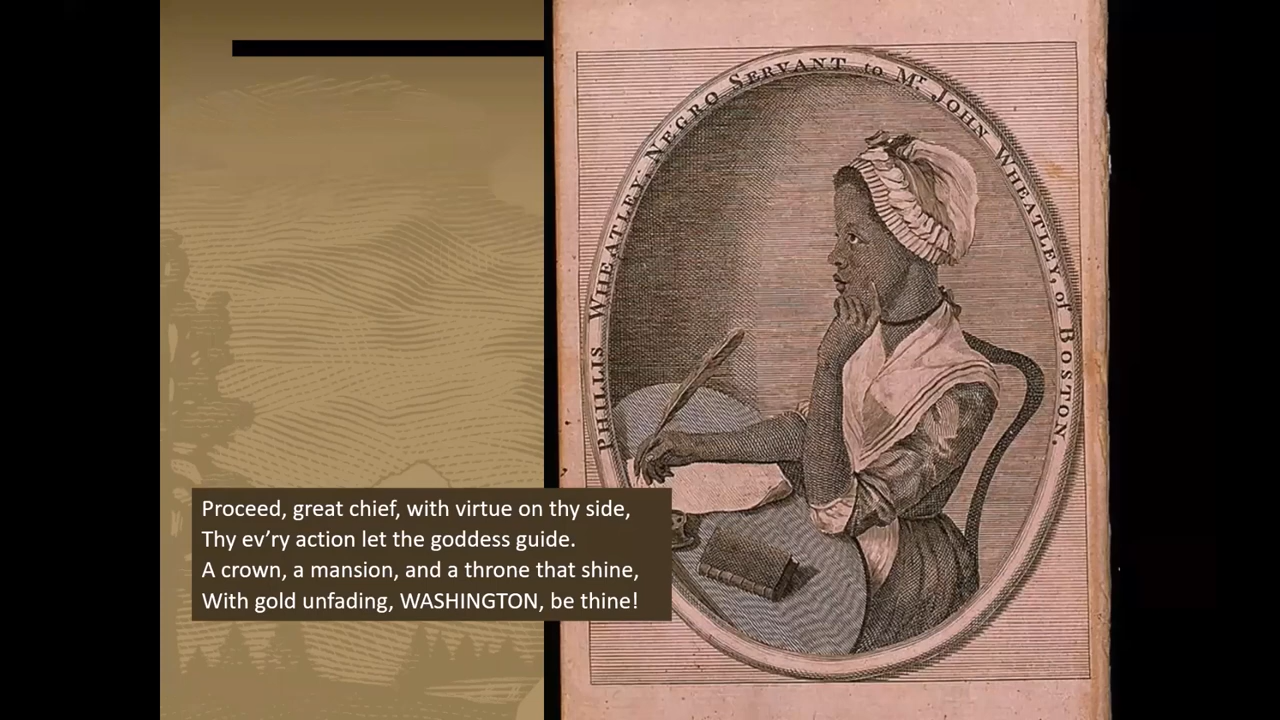 PHILLIS WHEATLEY, NEGRO SERVANT to Mr. JOHN WHEATLEY, of BOSTON.
Proceed, great chief, with virtue on thy side,
Thy ev’ry action let the goddess guide.
A crown, a mansion, and a throne that shine,
With gold unfading, WASHINGTON, be thine!